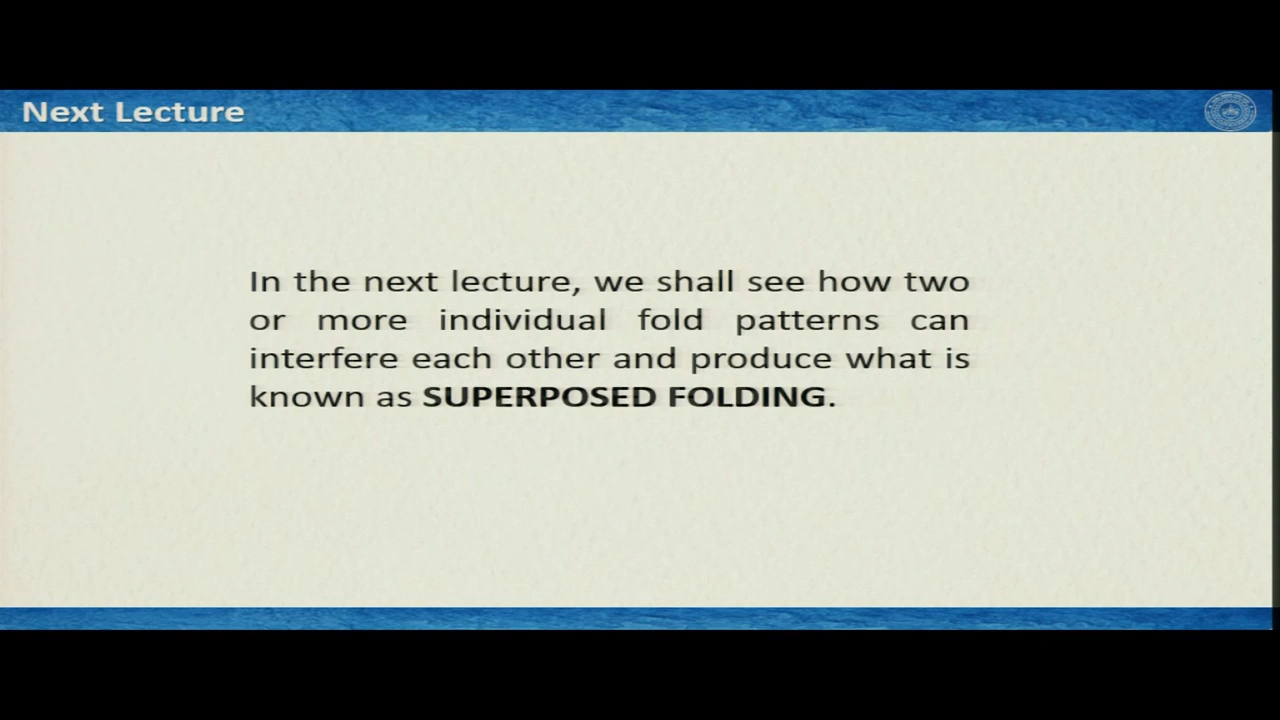 Next Lecture
In the next lecture, we shall see how two
or more individual fold patterns can
interfere each other and produce what is
known as SUPERPOSED FOLDING.